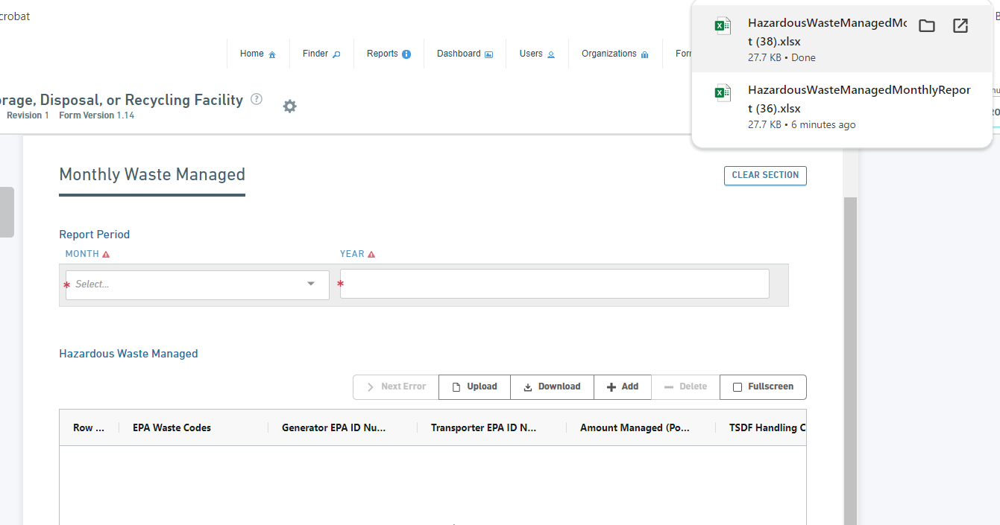 crobat
HazardousWasteManagedMc
t (38).xlsx
27.7 KB • Done
HazardousWasteManagedMonthlyRepor
t (36).xlsx
27.7 KB • 6 minutes ago
Home
Finder
Reports
Dashboard
Users
Organizations
Forr
rage, Disposal, or Recycling Facility
Revision 1 Form Version 1.14
Monthly Waste Managed
CLEAR SECTION
Report Period
MONTH
YEAR
* Select...
*
Hazardous Waste Managed
Next Error
Upload
Download
Add
Delete
Fullscreen
Row ...
EPA Waste Codes
Generator EPA ID Nu...
Transporter EPA ID N...
Amount Managed (Po...
TSDF Handling C